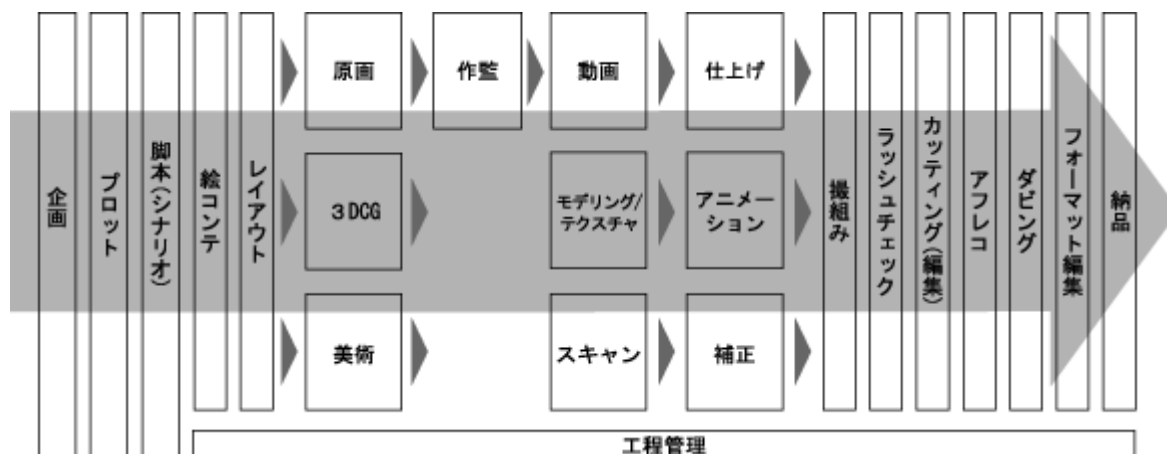 企画
プロット
脚本(シナリオ)
絵コンテ
レイアウト
原画
作監
動画
仕上げ
3DCG
モデリング/
テクスチャ
アニメー
ション
美術
スキャン
補正
撮組み
ラッシュチェック
カッティング(編集)
アフレコ
ダビング
フォーマット編集
納品
工程管理